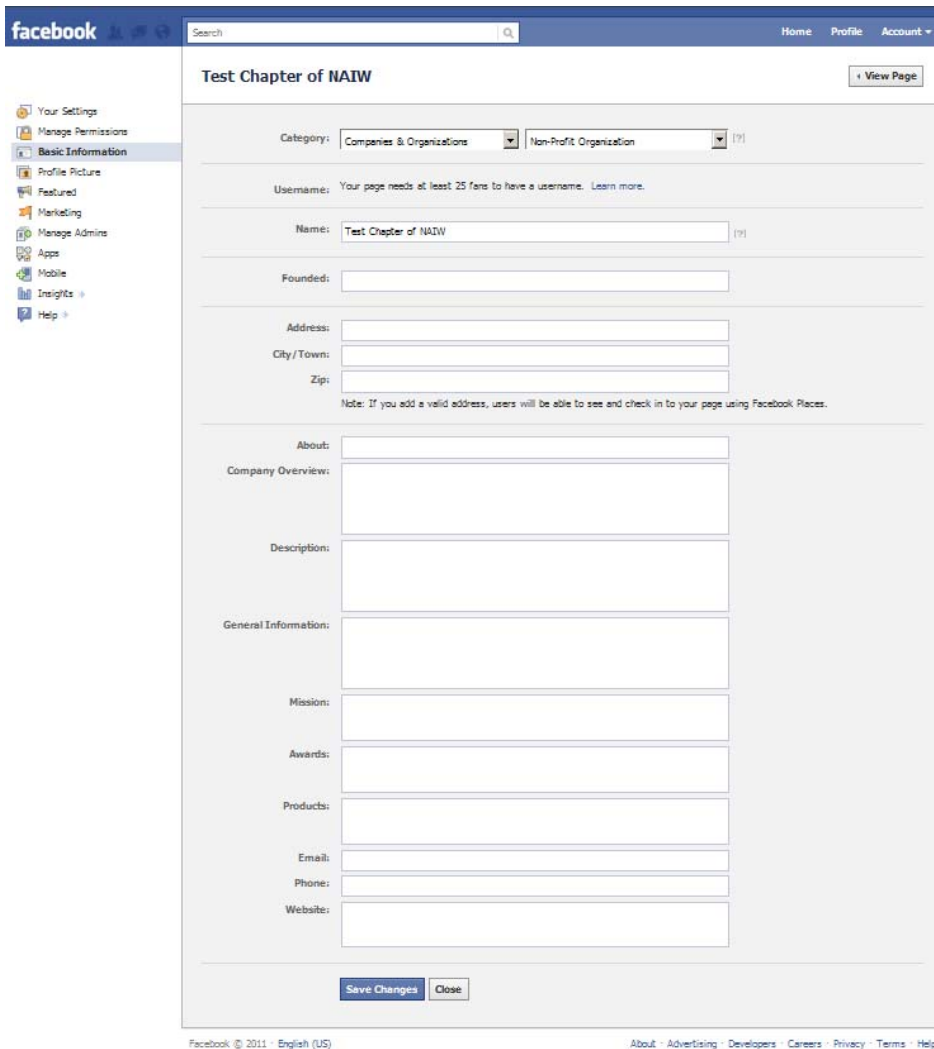 facebook
Search
Home Profile Account
Test Chapter of NAIW
View Page
Your Settings
Manage Permissions
Basic Information
Profile Picture
Featured
Marketing
Manage Admins
Apps
Mobile
Insights
Help
Category: Companies & Organizations Non-Profit Organization [?]
Username: Your page needs at least 25 fans to have a username. Learn more.
Name: Test Chapter of NAIW [?]
Founded:
Address:
City/Town:
Zip:
Note: If you add a valid address, users will be able to see and check in to your page using Facebook Places.
About:
Company Overview:
Description:
General Information:
Mission:
Awards:
Products:
Email:
Phone:
Website:
Save Changes Close
Facebook © 2011 · English (US)
About · Advertising · Developers · Careers · Privacy · Terms · Help